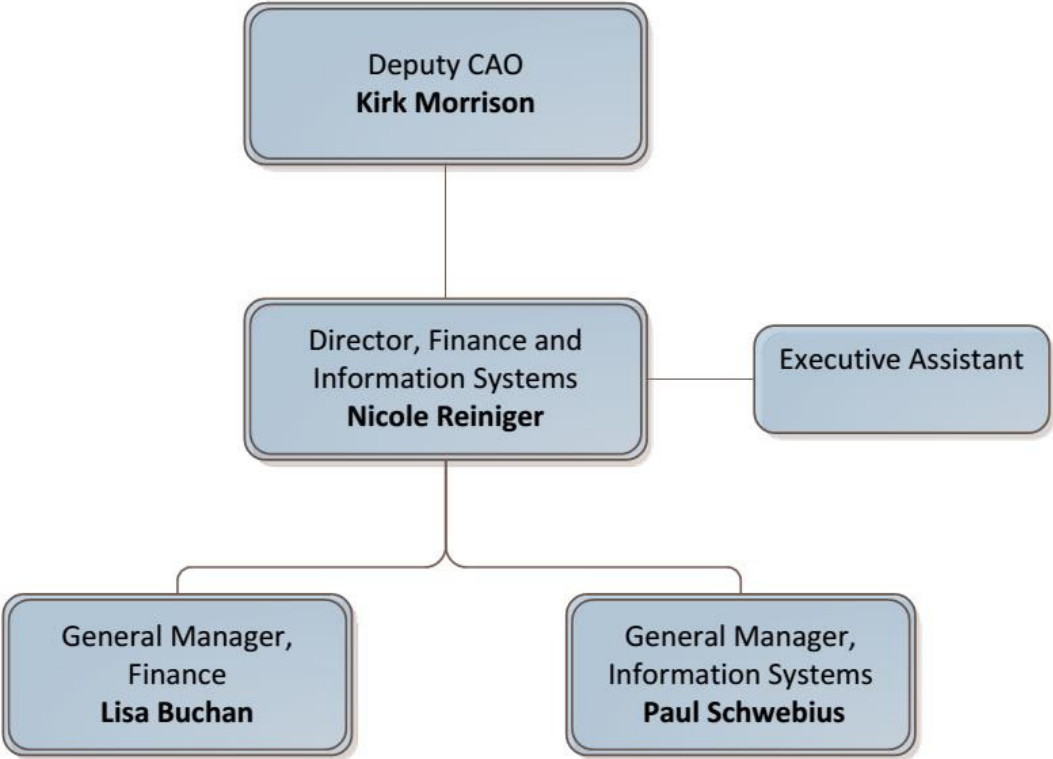 Deputy CAO
Kirk Morrison
Director, Finance and
Information Systems
Nicole Reiniger
Executive Assistant
General Manager,
Finance
Lisa Buchan
General Manager,
Information Systems
Paul Schwebius